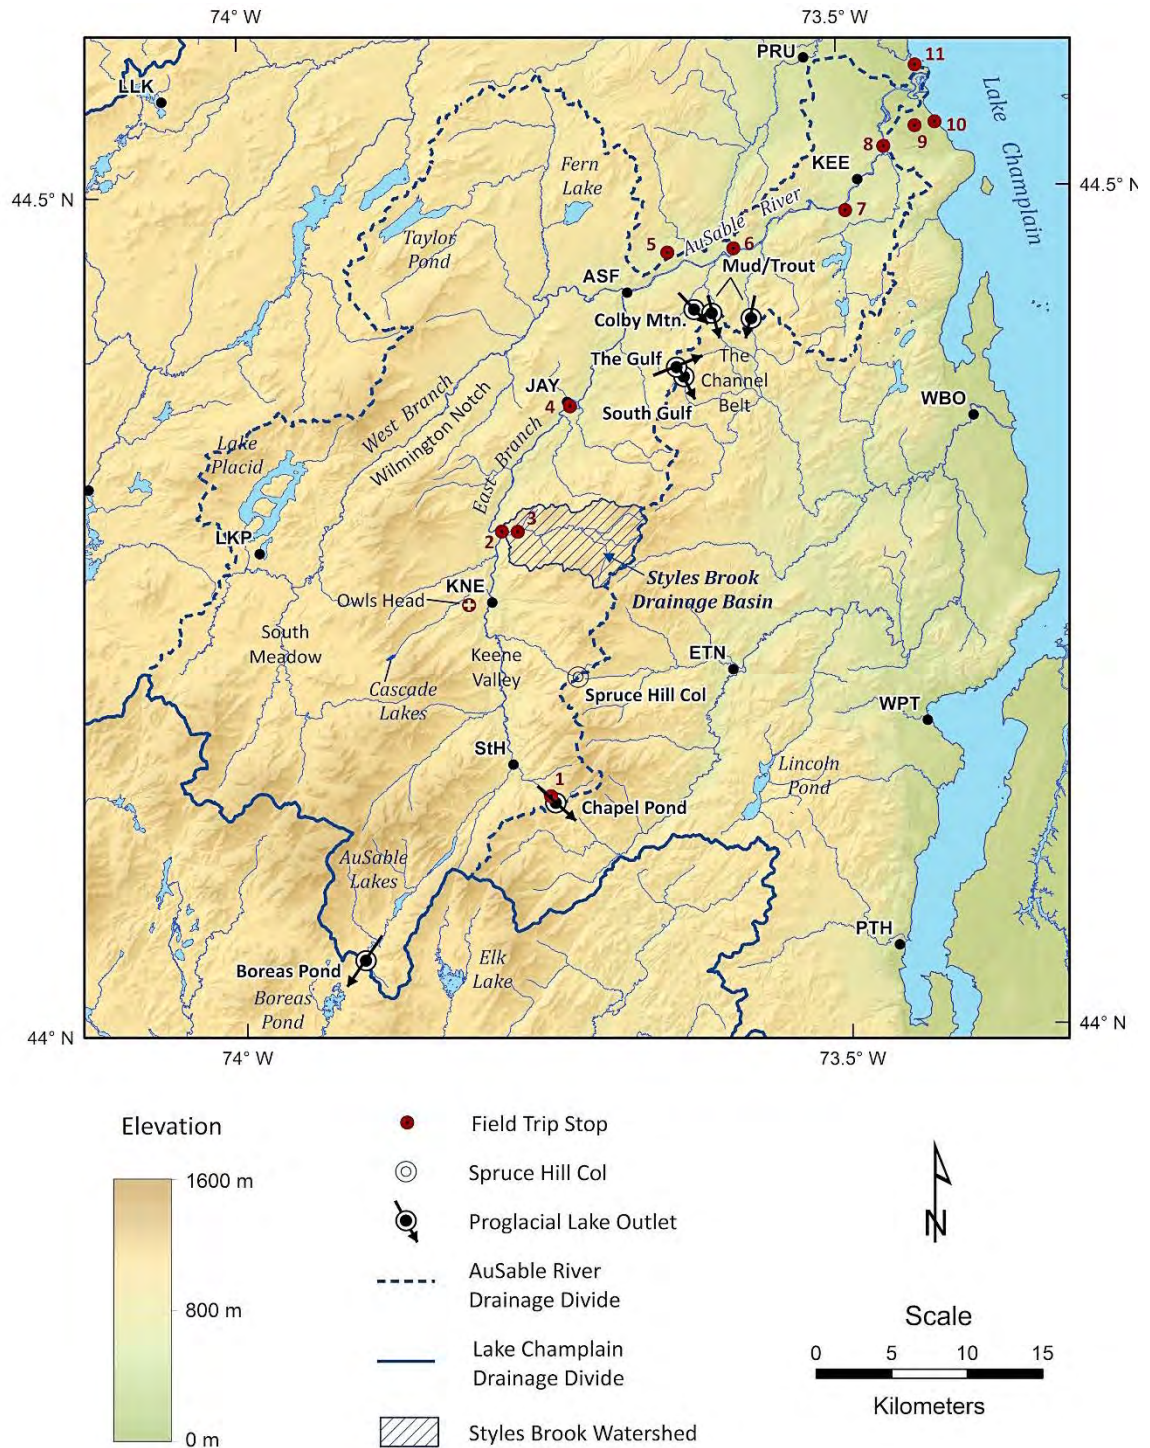 74° W
73.5° W
PRU
11
LLK
Lake Champlain
10
9
8
Fern
Lake
KEE
44.5° N
44.5° N
7
AuSable River
Taylor
Pond
5
6
Mud/Trout
ASF
Colby Mtn.
The Gulf
The
Channel
Belt
JAY
4
South Gulf
WBO
West Branch
Wilmington Notch
East Branch
Lake
Placid
3
2
LKP
Styles Brook
Drainage Basin
KNE
Owls Head
South
Meadow
Keene
Valley
ETN
Cascade
Lakes
Spruce Hill Col
WPT
StH
Lincoln
Pond
1
Chapel Pond
AuSable
Lakes
PTH
Elk
Lake
Boreas Pond
Boreas
Pond
44° N
44° N
74° W
73.5° W
Elevation
1600 m
800 m
0 m
Field Trip Stop
Spruce Hill Col
Proglacial Lake Outlet
AuSable River
Drainage Divide
Lake Champlain
Drainage Divide
Styles Brook Watershed
N
Scale
0 5 10 15
Kilometers